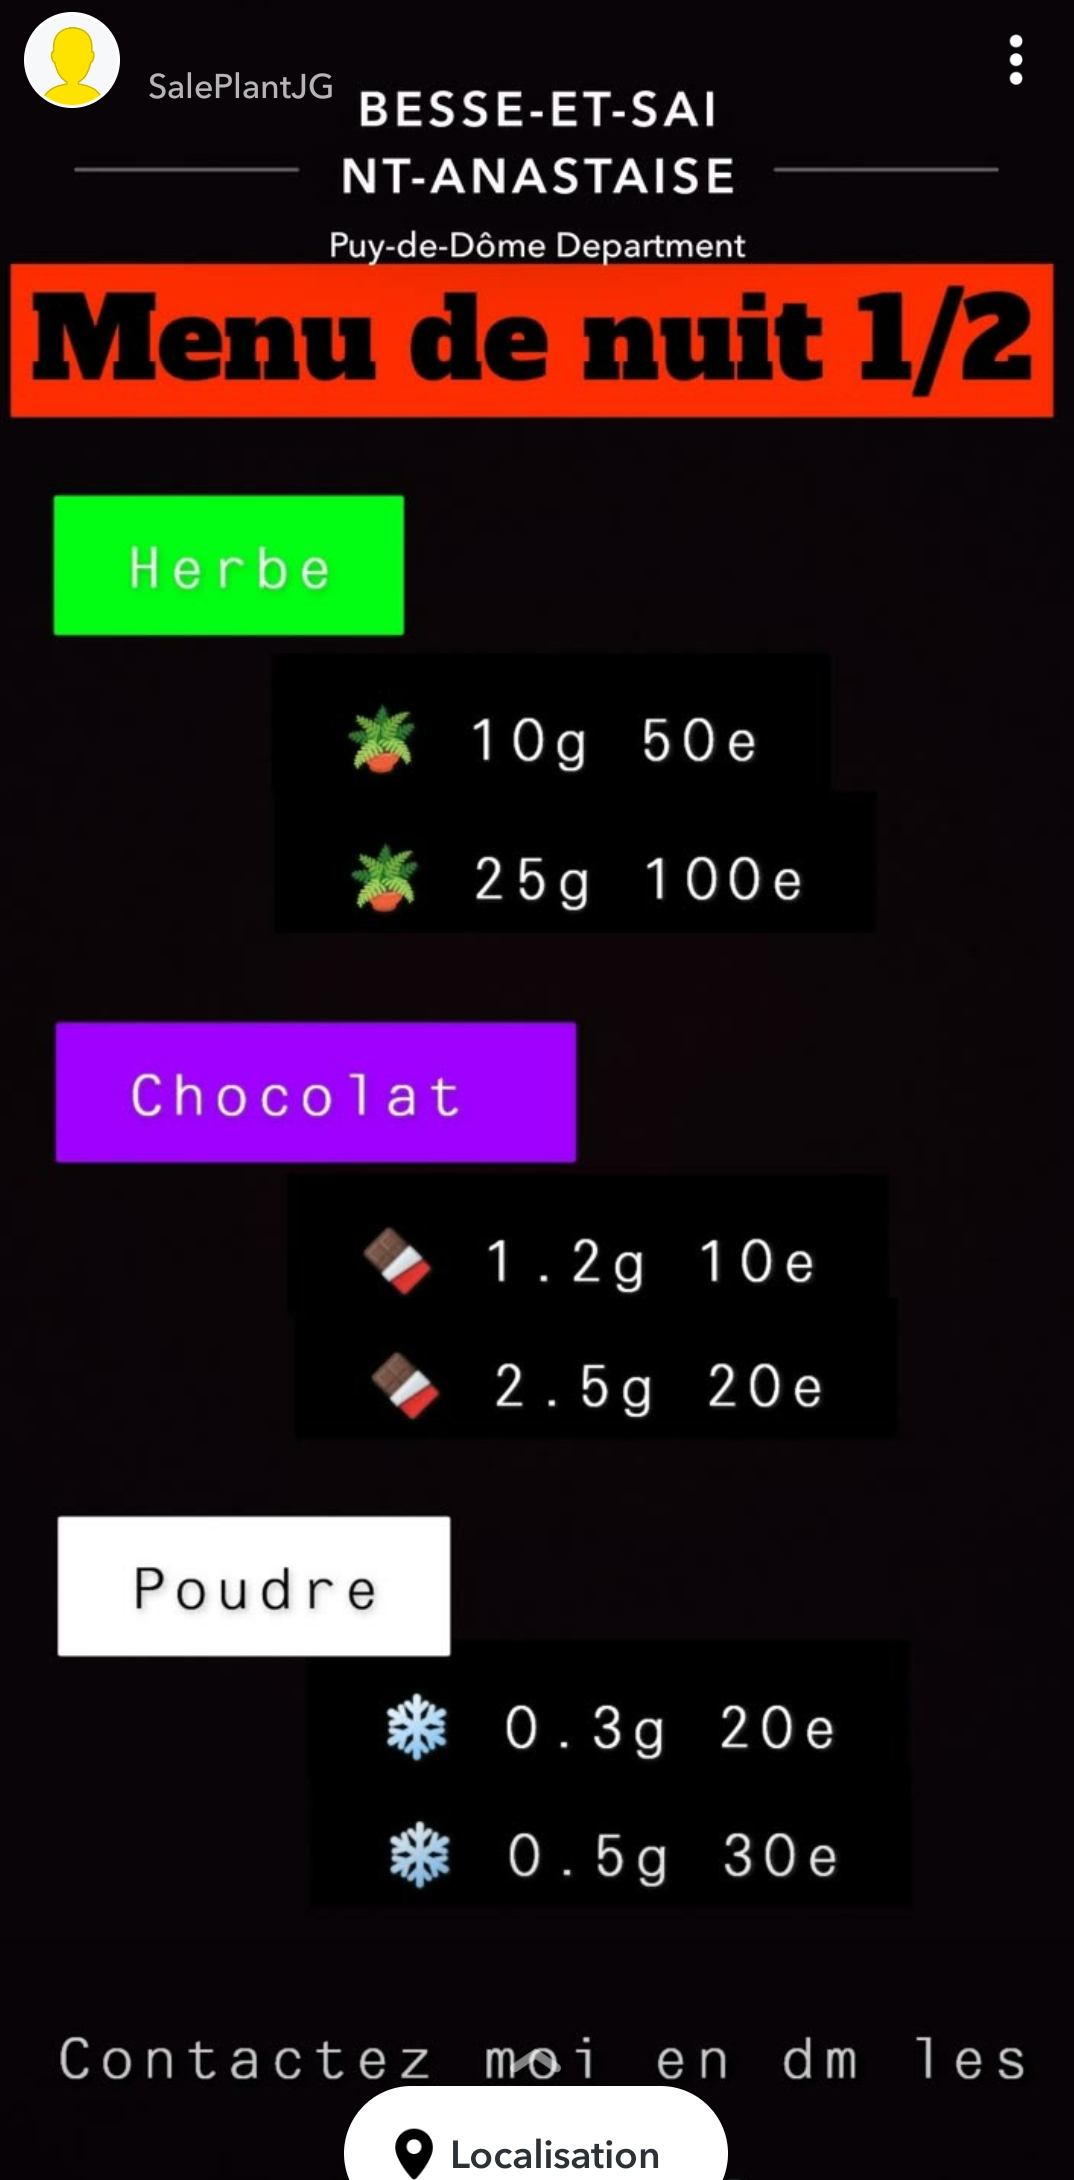 SalePlantJG
BESSE-ET-SAI
NT-ANASTAISE
Puy-de-Dôme Department
Menu de nuit 1/2
Herbe
10g 50e
25g 100e
Chocolat
1.2g 10e
2.5g 20e
Poudre
0.3g 20e
0.5g 30e
Contactez moi en dm les
Localisation